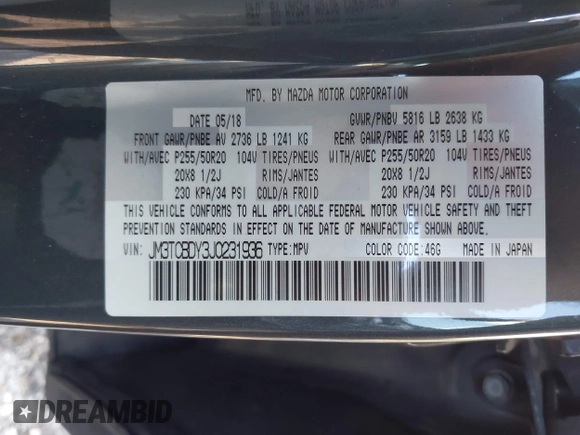 MFD. BY MAZDA MOTOR CORPORATION
DATE 05/18 GVWR/PNBV 5816 LB 2638 KG
FRONT GAWR/PNBE AV 2736 LB 1241 KG REAR GAWR/PNBE AR 3159 LB 1433 KG
WITH/AVEC P255/50R20 104V TIRES/PNEUS WITH/AVEC P255/50R20 104V TIRES/PNEUS
20X8 1/2J RIMS/JANTES 20X8 1/2J RIMS/JANTES
230 KPA/34 PSI COLD/A FROID 230 KPA/34 PSI COLD/A FROID
THIS VEHICLE CONFORMS TO ALL APPLICABLE FEDERAL MOTOR VEHICLE SAFETY AND THEFT
PREVENTION STANDARDS IN EFFECT ON THE DATE OF MANUFACTURE SHOWN ABOVE.
VIN: JM3TCBDY3J0231936 TYPE:MPV COLOR CODE:46G MADE IN JAPAN
DREAMBID